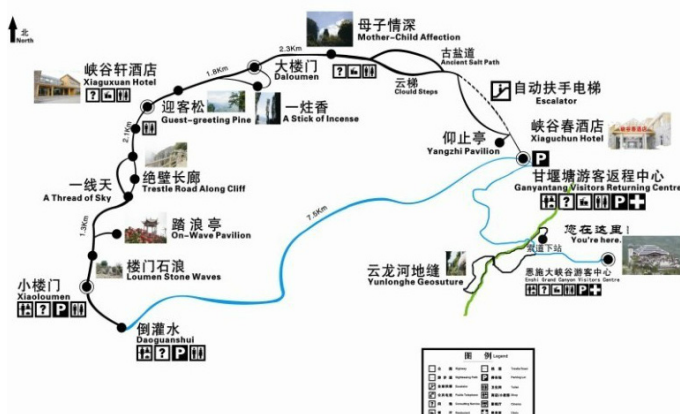 北
North
母子情深
Mother-Child Affection
2.3Km
古盐道
Ancient Salt Path
大楼门
Daloumen
云梯
Clould Steps
1.8Km
峡谷轩酒店
Xiaguxuan Hotel
自动扶手电梯
Escalator
迎客松
Guest-greeting Pine
一炷香
A Stick of Incense
峡谷春酒店
Xiaguchun Hotel
2.1Km
仰止亭
Yangzhi Pavilion
甘堰塘游客返程中心
Ganyantang Visitors Returning Centre
绝壁长廊
Trestle Road Along Cliff
一线天
A Thread of Sky
7.5Km
1.3Km
踏浪亭
On-Wave Pavilion
您在这里!
You're here.
索道下站
云龙河地缝
Yunlonghe Geosuture
恩施大峡谷游客中心
Enshi Grand Canyon Visitors Centre
楼门石浪
Loumen Stone Waves
小楼门
Xiaoloumen
倒灌水
Daoguanshui
图 例 Legend